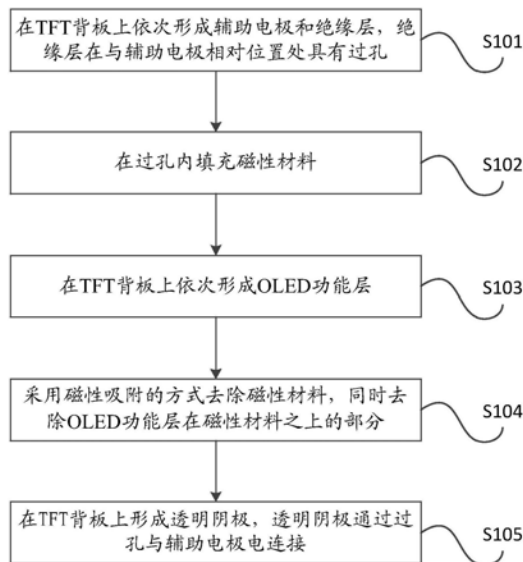 在TFT背板上依次形成辅助电极和绝缘层，绝
缘层在与辅助电极相对位置处具有过孔
S101
在过孔内填充磁性材料
S102
在TFT背板上依次形成OLED功能层
S103
采用磁性吸附的方式去除磁性材料，同时去
除OLED功能层在磁性材料之上的部分
S104
在TFT背板上形成透明阴极，透明阴极通过过
孔与辅助电极电连接
S105